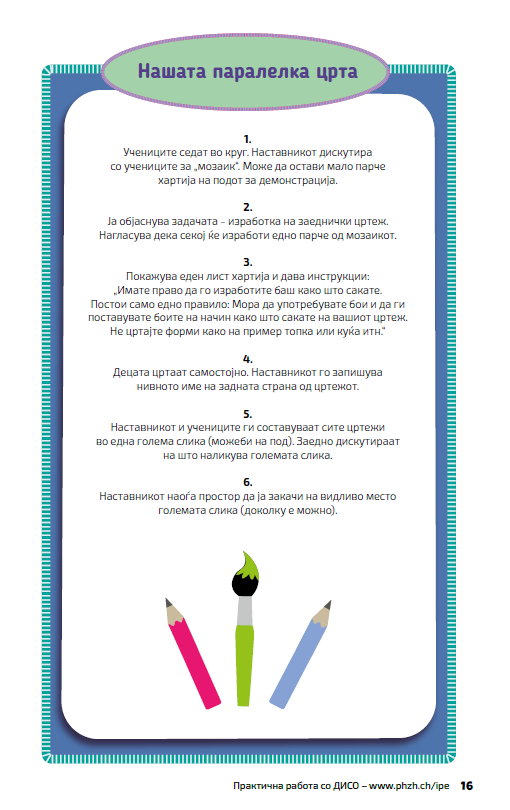 Нашата паралелка црта
1.
Учениците седат во круг. Наставникот дискутира
со учениците за „мозаик“. Може да остави мало парче
хартија на подот за демонстрација.
2.
Ја објаснува задачата – изработка на заеднички цртеж.
Нагласува дека секој ќе изработи едно парче од мозаикот.
3.
Покажува еден лист хартија и дава инструкции:
„Имате право да го изработите баш како што сакате.
Постои само едно правило: Мора да употребувате бои и да ги
поставувате боите на начин како што сакате на вашиот цртеж.
Не цртајте форми како на пример топка или куќа итн.“
4.
Децата цртаат самостојно. Наставникот го запишува
нивното име на задната страна од цртежот.
5.
Наставникот и учениците ги составуваат сите цртежи
во една голема слика (можеби на под). Заедно дискутираат
на што наликува големата слика.
6.
Наставникот наоѓа простор да ја закачи на видливо место
големата слика (доколку е можно).
Практична работа со ДИСО – www.phzh.ch/ipe 16